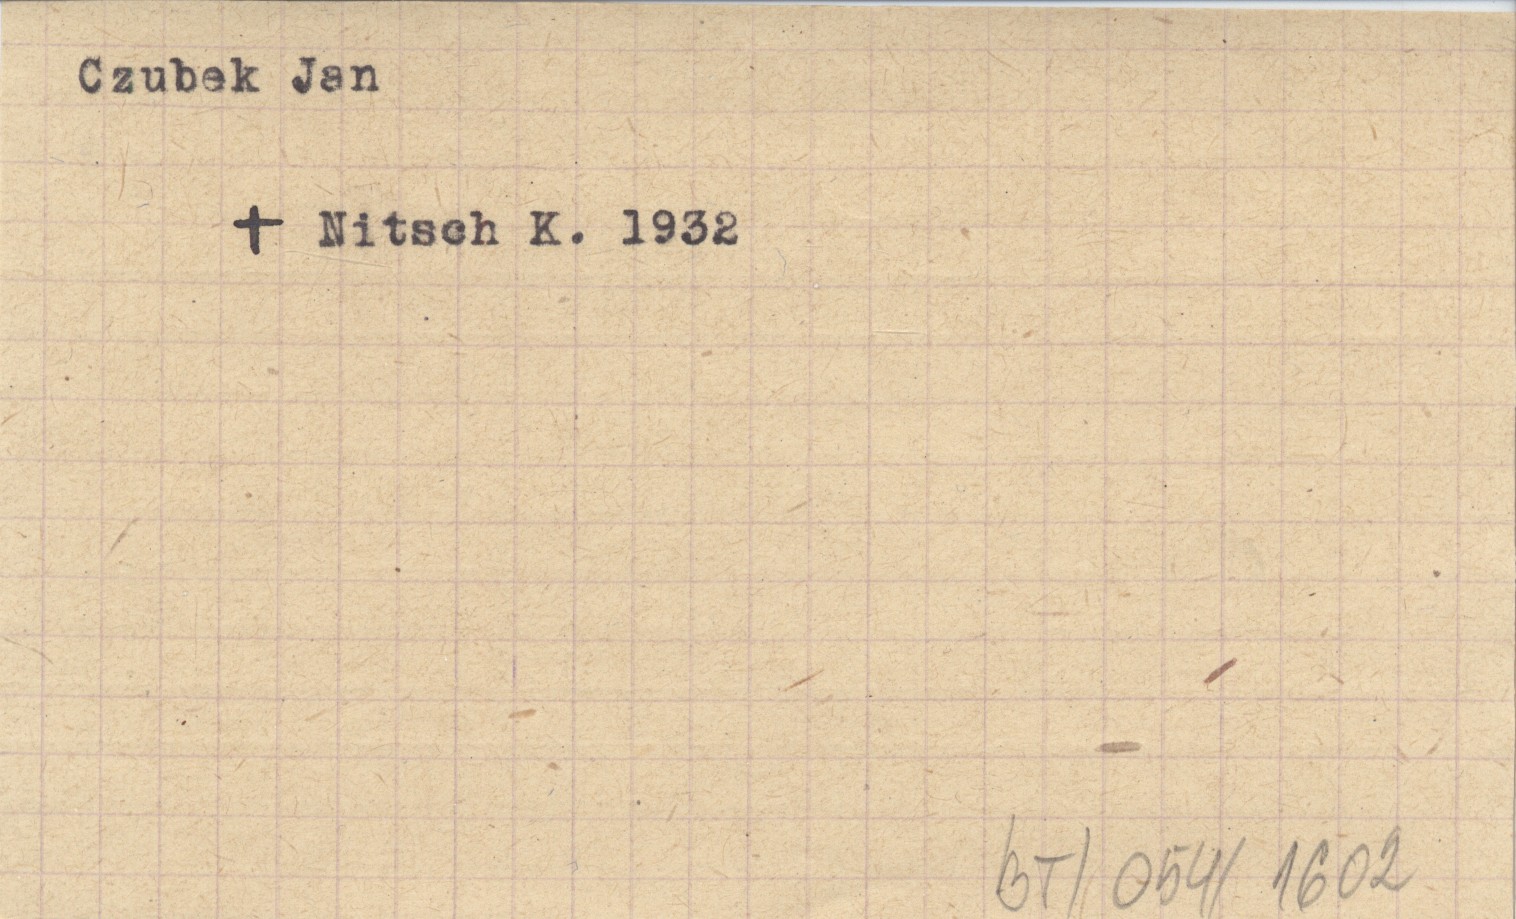 Czubek Jan
+ Nitsch K. 1932
BT/054/1602